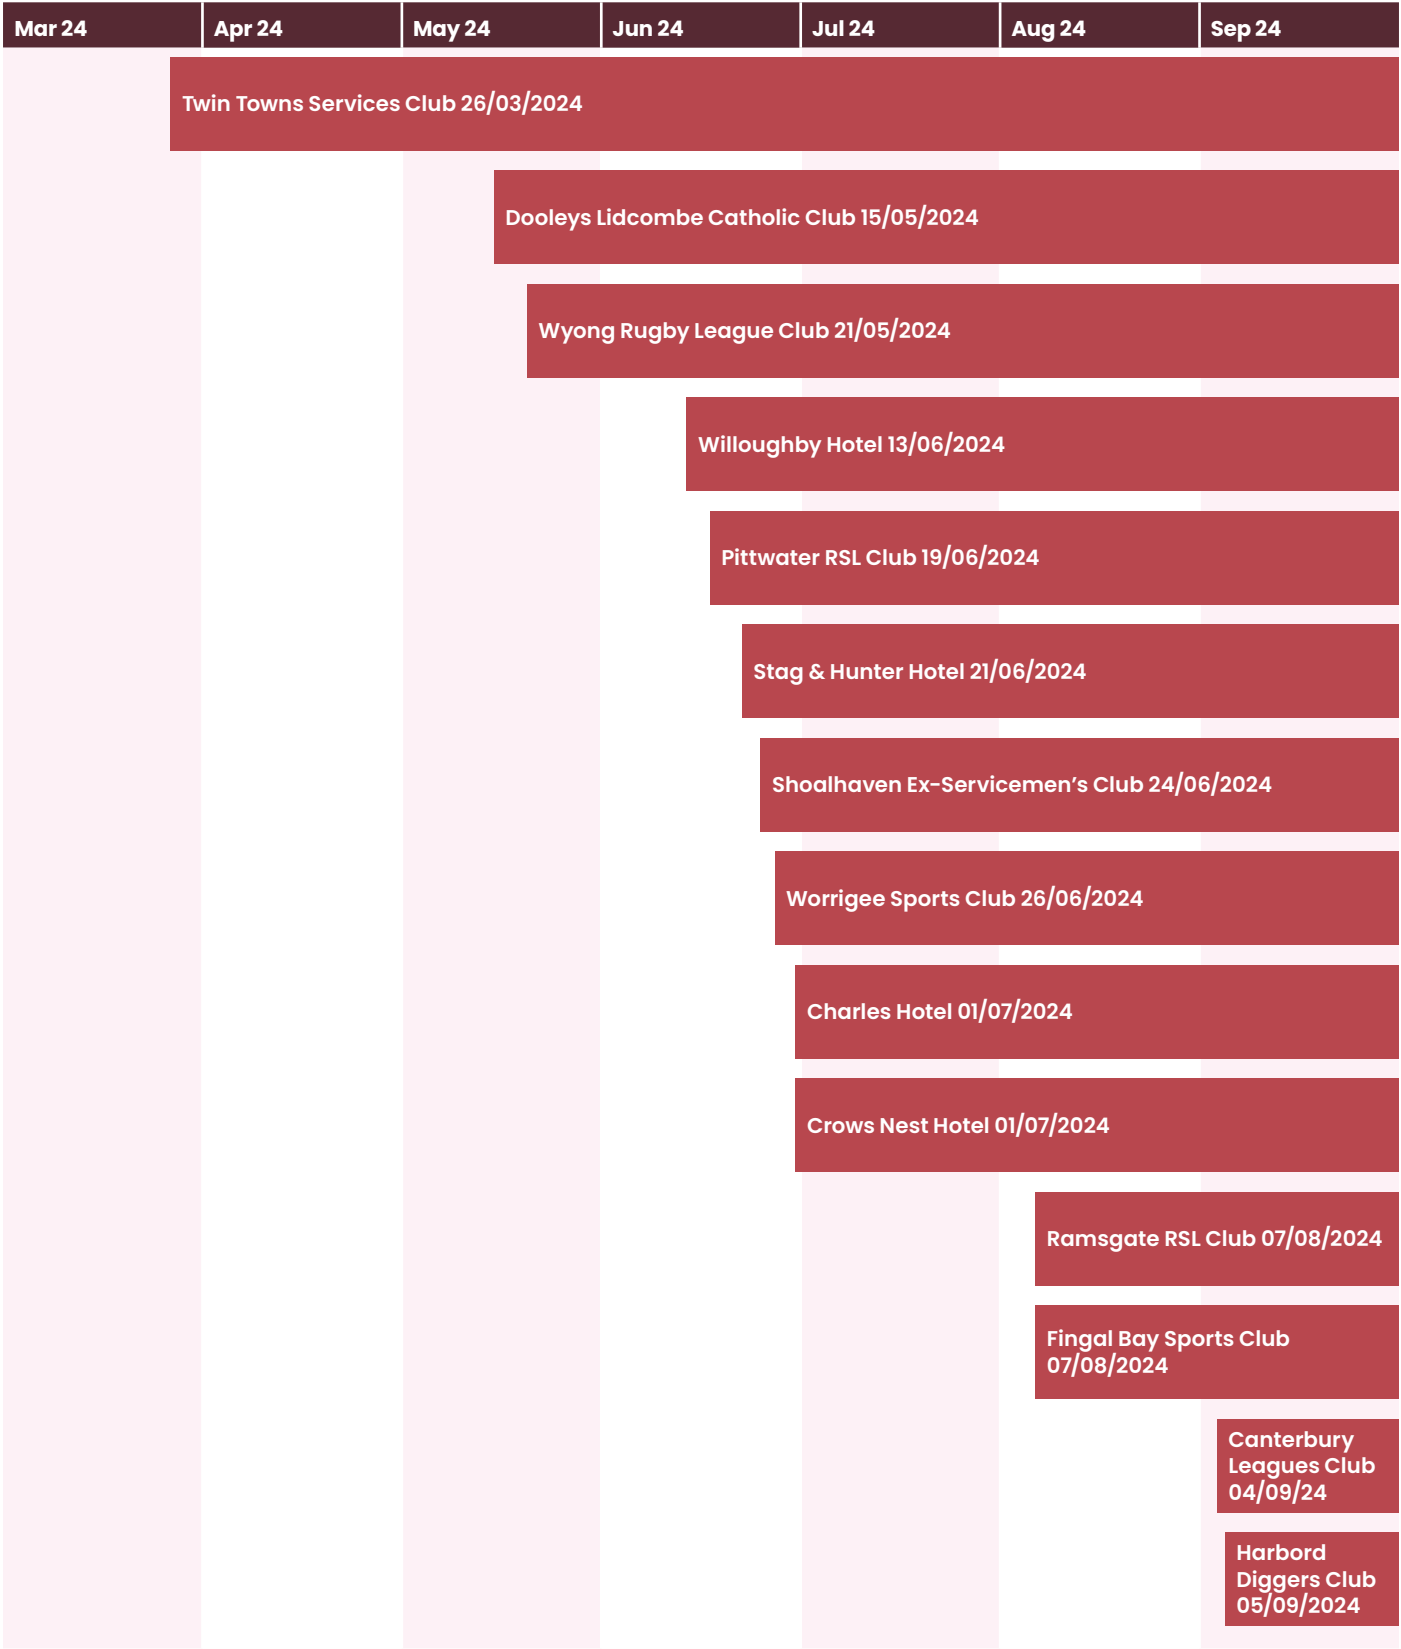 Mar 24 Apr 24 May 24 Jun 24 Jul 24 Aug 24 Sep 24
Twin Towns Services Club 26/03/2024
Dooleys Lidcombe Catholic Club 15/05/2024
Wyong Rugby League Club 21/05/2024
Willoughby Hotel 13/06/2024
Pittwater RSL Club 19/06/2024
Stag & Hunter Hotel 21/06/2024
Shoalhaven Ex-Servicemen’s Club 24/06/2024
Worrigee Sports Club 26/06/2024
Charles Hotel 01/07/2024
Crows Nest Hotel 01/07/2024
Ramsgate RSL Club 07/08/2024
Fingal Bay Sports Club
07/08/2024
Canterbury
Leagues Club
04/09/24
Harbord
Diggers Club
05/09/2024